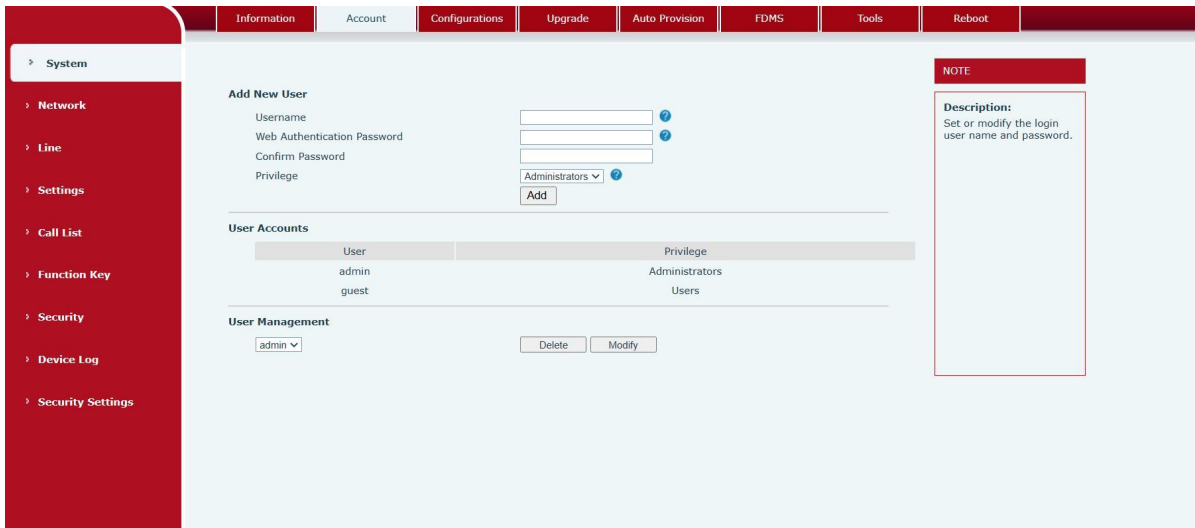 Information Account Configurations Upgrade Auto Provision FDMS Tools Reboot
System
Network
Line
Settings
Call List
Function Key
Security
Device Log
Security Settings
Add New User
Username
Web Authentication Password
Confirm Password
Privilege Administrators
Add
User Accounts
User Privilege
admin Administrators
guest Users
User Management
admin Delete Modify
NOTE
Description:
Set or modify the login
user name and password.